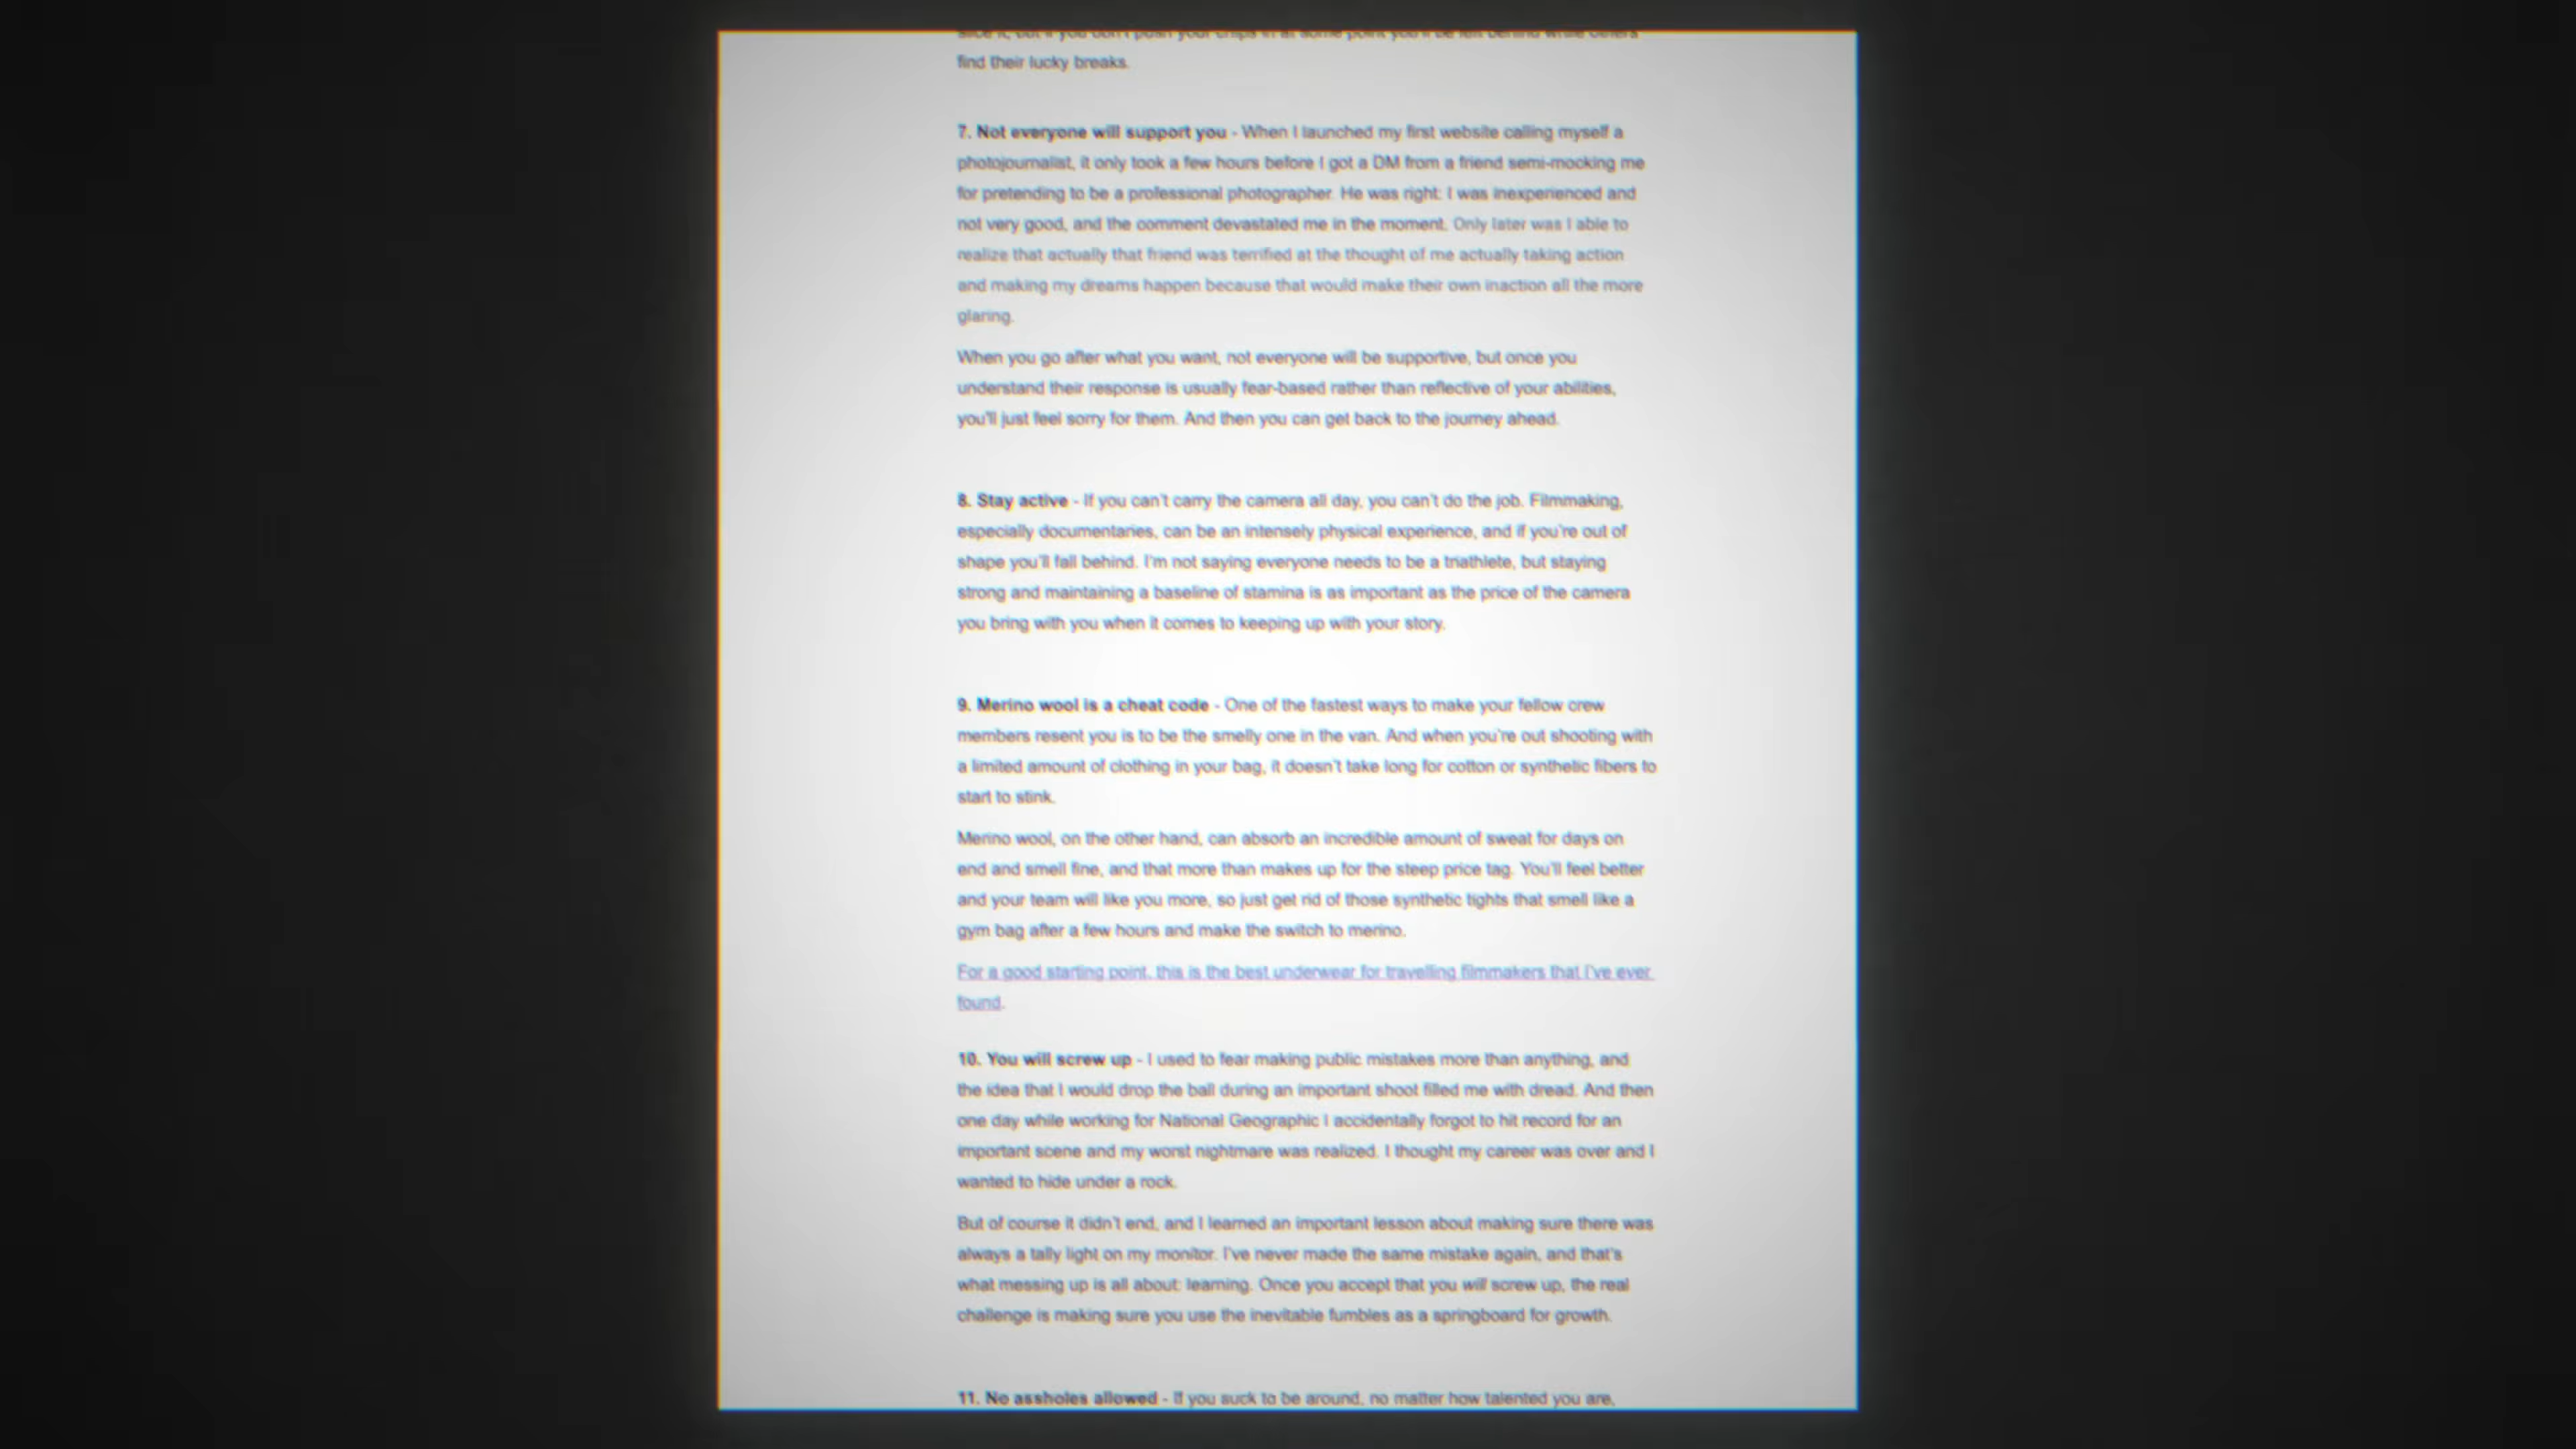 slice it, but if you don't push your chips in at some point you'll be left behind while others
find their lucky breaks.
7. Not everyone will support you - When I launched my first website calling myself a
photojournalist, it only took a few hours before I got a DM from a friend semi-mocking me
for pretending to be a professional photographer. He was right: I was inexperienced and
not very good, and the comment devastated me in the moment. Only later was I able to
realize that actually that friend was terrified at the thought of me actually taking action
and making my dreams happen because that would make their own inaction all the more
glaring.
When you go after what you want, not everyone will be supportive, but once you
understand their response is usually fear-based rather than reflective of your abilities,
you'll just feel sorry for them. And then you can get back to the journey ahead.
8. Stay active - If you can't carry the camera all day, you can't do the job. Filmmaking,
especially documentaries, can be an intensely physical experience, and if you're out of
shape you'll fall behind. I'm not saying everyone needs to be a triathlete, but staying
strong and maintaining a baseline of stamina is as important as the price of the camera
you bring with you when it comes to keeping up with your story.
9. Merino wool is a cheat code - One of the fastest ways to make your fellow crew
members resent you is to be the smelly one in the van. And when you're out shooting with
a limited amount of clothing in your bag, it doesn't take long for cotton or synthetic fibers to
start to stink.
Merino wool, on the other hand, can absorb an incredible amount of sweat for days on
end and smell fine, and that more than makes up for the steep price tag. You'll feel better
and your team will like you more, so just get rid of those synthetic tights that smell like a
gym bag after a few hours and make the switch to merino.
For a good starting point, this is the best underwear for travelling filmmakers that I've ever
found.
10. You will screw up - I used to fear making public mistakes more than anything, and
the idea that I would drop the ball during an important shoot filled me with dread. And then
one day while working for National Geographic I accidentally forgot to hit record for an
important scene and my worst nightmare was realized. I thought my career was over and I
wanted to hide under a rock.
But of course it didn't end, and I learned an important lesson about making sure there was
always a tally light on my monitor. I've never made the same mistake again, and that's
what messing up is all about: learning. Once you accept that you will screw up, the real
challenge is making sure you use the inevitable fumbles as a springboard for growth.
11. No assholes allowed - If you suck to be around, no matter how talented you are,